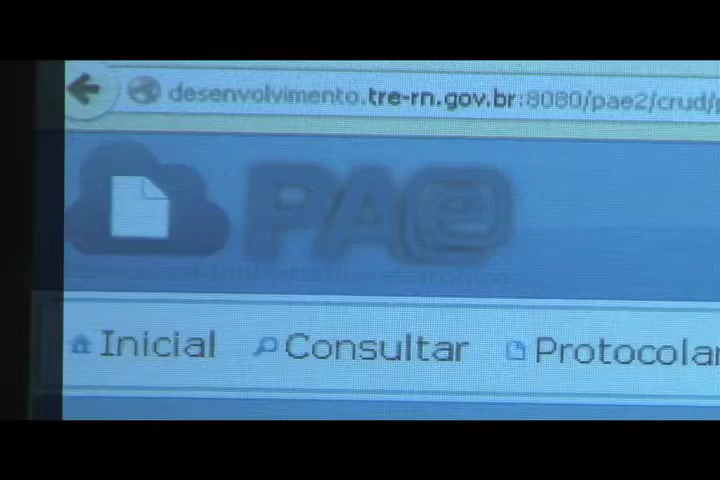 desenvolvimento.tre-rn.gov.br:8080/pae2/crud/
PAe
Inicial Consultar Protocolar